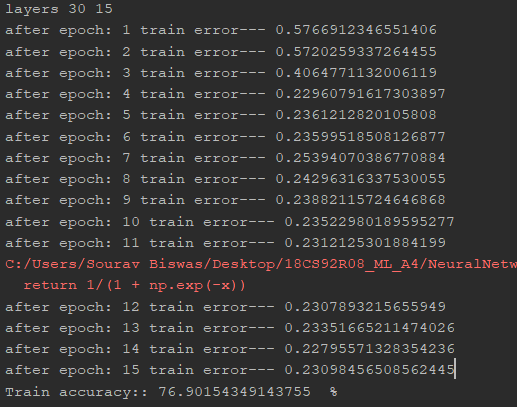 layers 30 15
after epoch: 1 train error--- 0.5766912346551406
after epoch: 2 train error--- 0.5720259337264455
after epoch: 3 train error--- 0.4064771132006119
after epoch: 4 train error--- 0.22960791617303897
after epoch: 5 train error--- 0.2361212820105808
after epoch: 6 train error--- 0.23599518508126877
after epoch: 7 train error--- 0.25394070386770884
after epoch: 8 train error--- 0.24296316337530055
after epoch: 9 train error--- 0.23882115724646868
after epoch: 10 train error--- 0.23522980189595277
after epoch: 11 train error--- 0.2312125301884199
C:/Users/Sourav Biswas/Desktop/18CS92R08_ML_A4/NeuralNetw
return 1/(1 + np.exp(-x))
after epoch: 12 train error--- 0.2307893215655949
after epoch: 13 train error--- 0.23351665211474026
after epoch: 14 train error--- 0.22795571328354236
after epoch: 15 train error--- 0.23098456508562445
Train accuracy:: 76.90154349143755  %